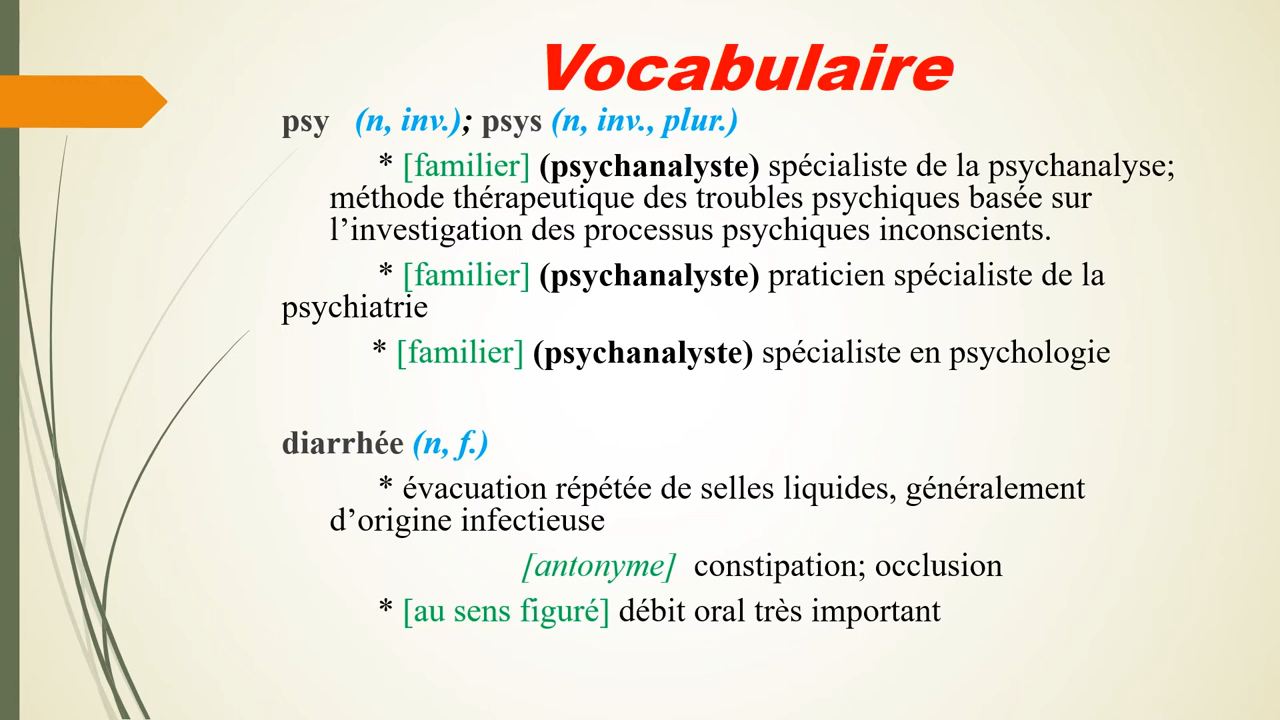 Vocabulaire
psy (n, inv.); psys (n, inv., plur.)
* [familier] (psychanalyste) spécialiste de la psychanalyse;
méthode thérapeutique des troubles psychiques basée sur
l’investigation des processus psychiques inconscients.
* [familier] (psychanalyste) praticien spécialiste de la
psychiatrie
* [familier] (psychanalyste) spécialiste en psychologie
diarrhée (n, f.)
* évacuation répétée de selles liquides, généralement
d’origine infectieuse
[antonyme] constipation; occlusion
* [au sens figuré] débit oral très important